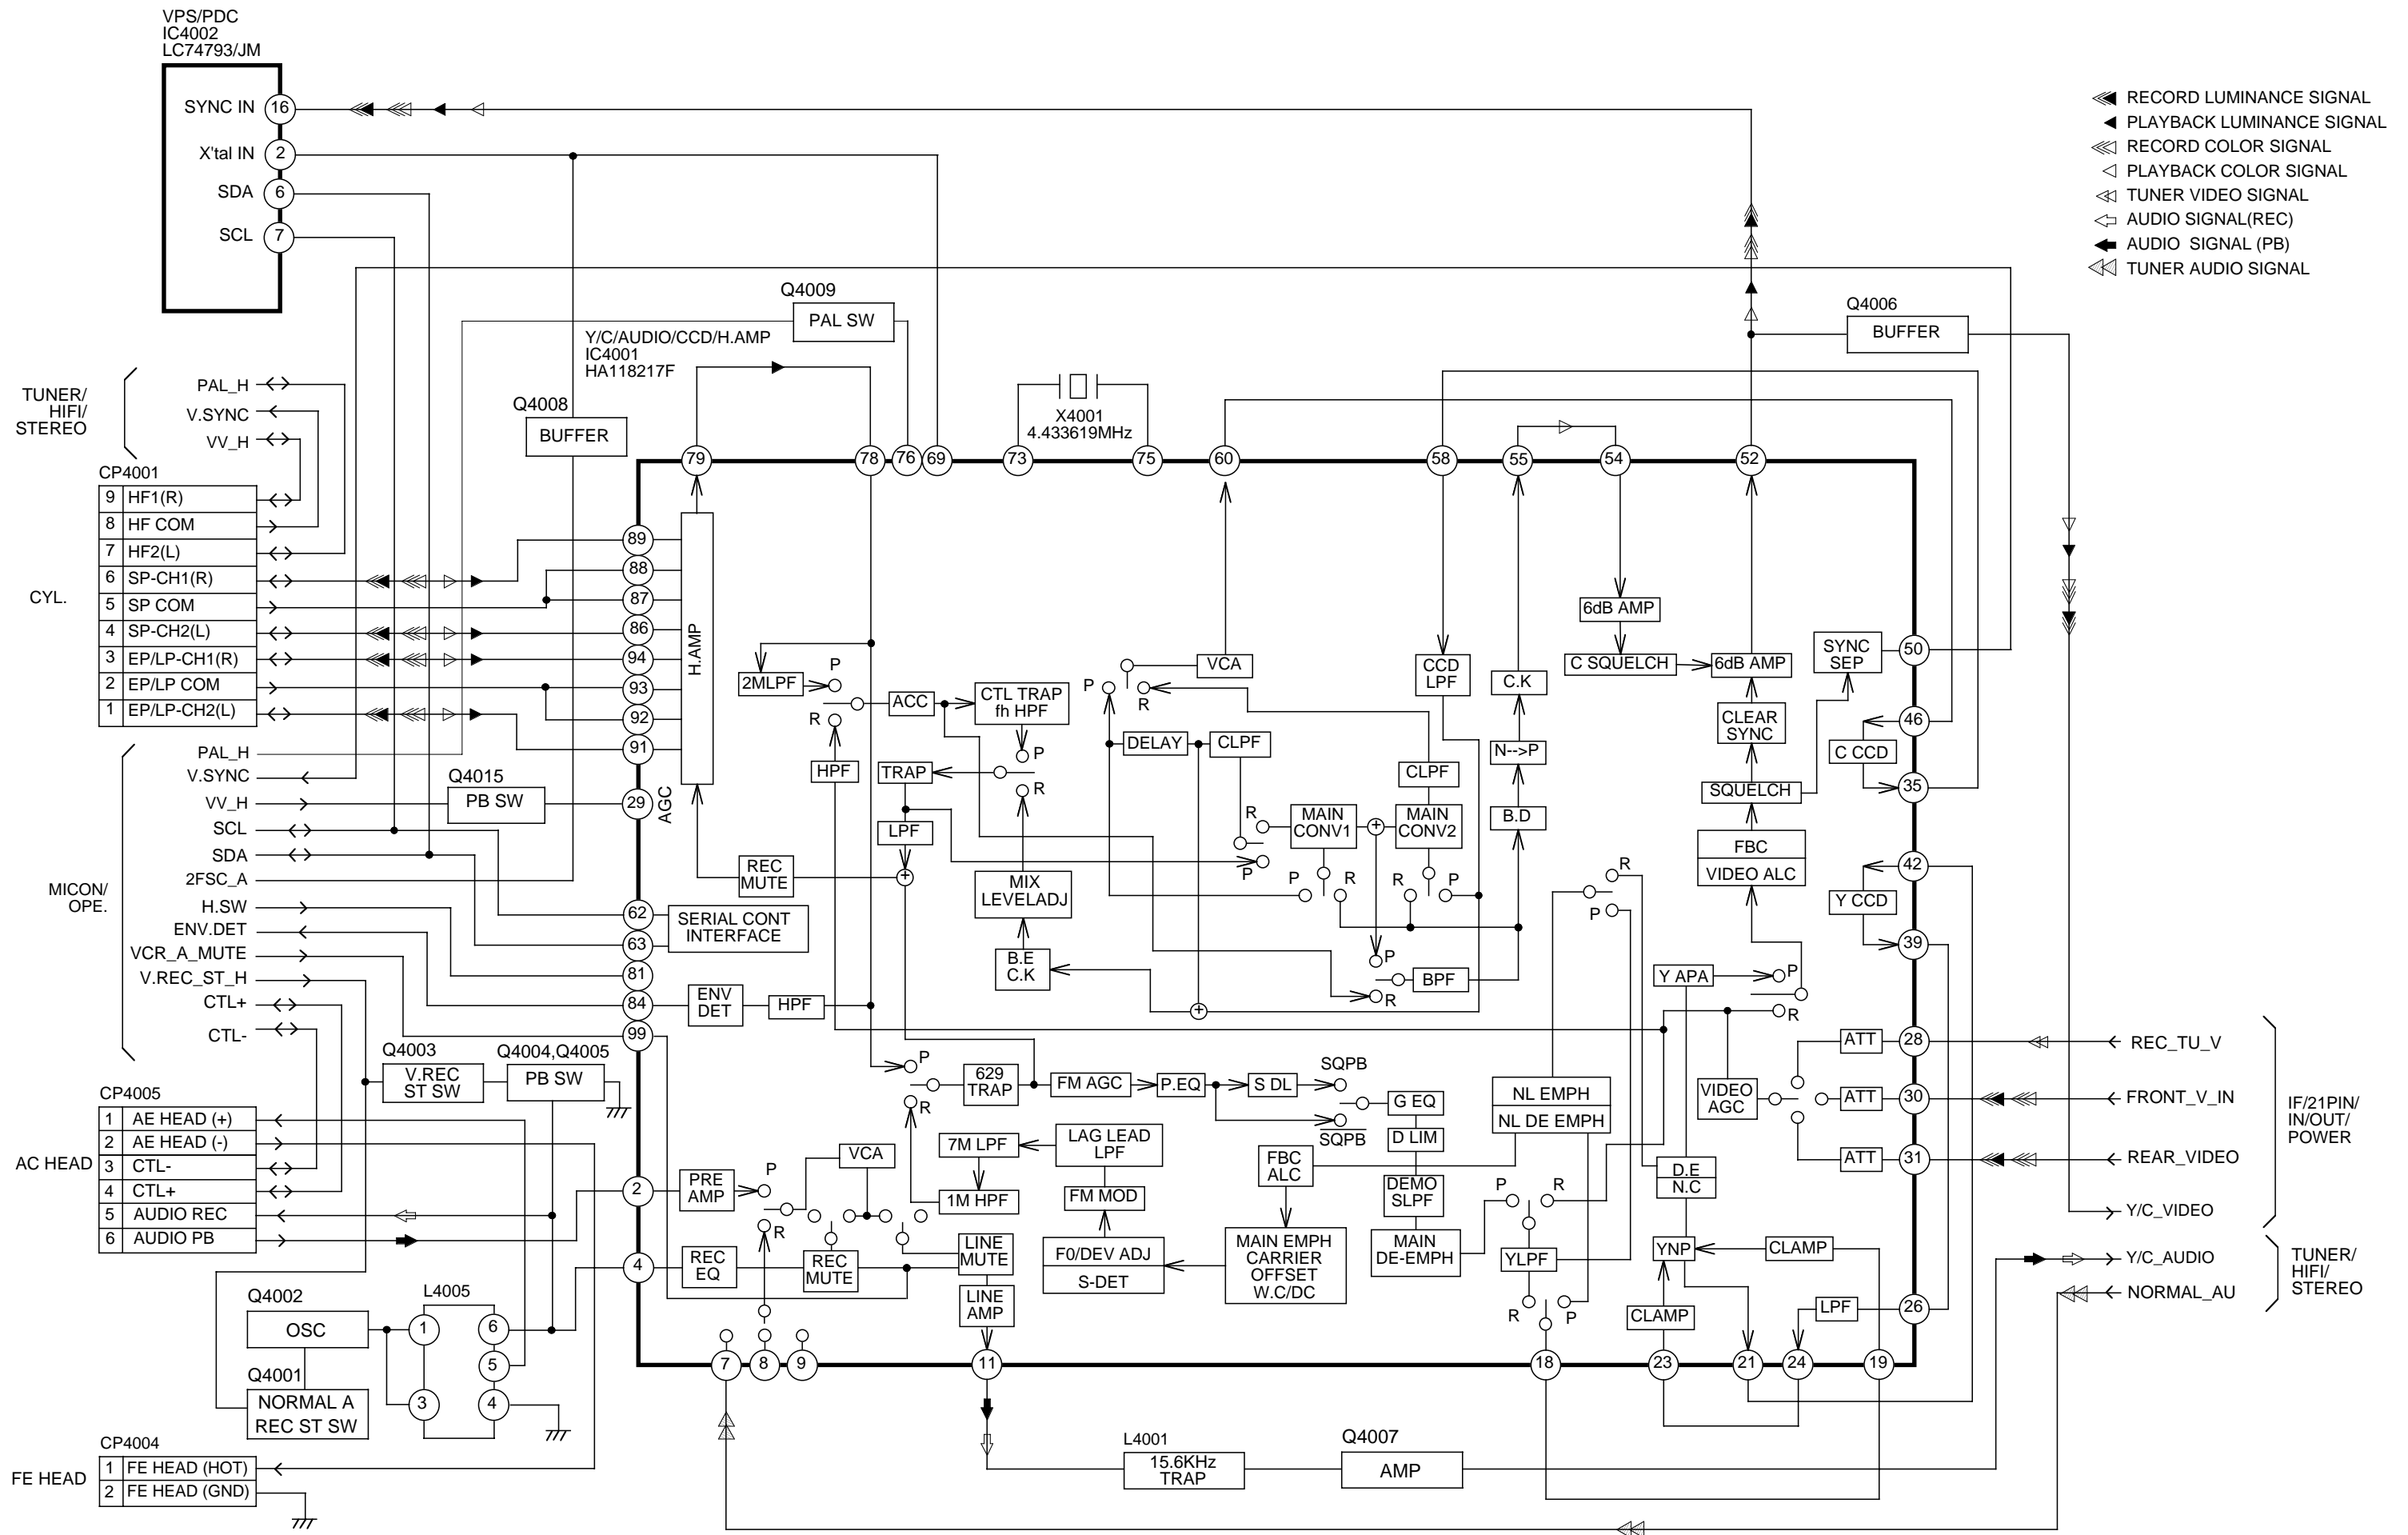 VPS/PDC
IC4002
LC74793/JM
SYNC IN 16
X'tal IN 2
SDA 6
SCL 7
RECORD LUMINANCE SIGNAL
PLAYBACK LUMINANCE SIGNAL
RECORD COLOR SIGNAL
PLAYBACK COLOR SIGNAL
TUNER VIDEO SIGNAL
AUDIO SIGNAL(REC)
AUDIO SIGNAL (PB)
TUNER AUDIO SIGNAL
Q4009
PAL SW
Q4006
BUFFER
Y/C/AUDIO/CCD/H.AMP
IC4001
HA118217F
Q4008
BUFFER
X4001
4.433619MHz
TUNER/
HIFI/
STEREO
PAL_H
V.SYNC
VV_H
CP4001
9 HF1(R)
8 HF COM
7 HF2(L)
6 SP-CH1(R)
5 SP COM
4 SP-CH2(L)
3 EP/LP-CH1(R)
2 EP/LP COM
1 EP/LP-CH2(L)
CYL.
PAL_H
V.SYNC
VV_H
SCL
SDA
2FSC_A
H.SW
ENV.DET
VCR_A_MUTE
V.REC_ST_H
CTL+
CTL-
MICON/
OPE.
Q4015
PB SW
Q4003
V.REC
ST SW
Q4004,Q4005
PB SW
CP4005
1 AE HEAD (+)
2 AE HEAD (-)
3 CTL-
4 CTL+
5 AUDIO REC
6 AUDIO PB
AC HEAD
Q4002
OSC
Q4001
NORMAL A
REC ST SW
L4005
1
3
6
5
4
CP4004
1 FE HEAD (HOT)
2 FE HEAD (GND)
FE HEAD
79
78
76
69
73
75
60
58
55
54
52
89
88
87
86
94
93
92
91
29
62
63
81
84
99
2
4
AGC
H.AMP
2MLPF
P
R
HPF
ACC
CTL TRAP
fh HPF
P
R
TRAP
LPF
REC
MUTE
+
MIX
LEVELADJ
B.E
C.K
SERIAL CONT
INTERFACE
ENV
DET
HPF
VCA
P
R
DELAY
CLPF
CLPF
R
P
MAIN
CONV1
+
MAIN
CONV2
P
R
R
P
P
R
BPF
+
CCD
LPF
C.K
N-->P
B.D
6dB AMP
C SQUELCH
6dB AMP
CLEAR
SYNC
SQUELCH
FBC
VIDEO ALC
SYNC
SEP
C CCD
Y CCD
R
P
Y APA
P
R
VIDEO
AGC
ATT
ATT
ATT
50
46
35
42
39
28
30
31
26
P
R
629
TRAP
FM AGC
P.EQ
S DL
SQPB
SQPB
G EQ
D LIM
DEMO
SLPF
MAIN
DE-EMPH
NL EMPH
NL DE EMPH
FBC
ALC
MAIN EMPH
CARRIER
OFFSET
W.C/DC
F0/DEV ADJ
S-DET
FM MOD
LAG LEAD
LPF
7M LPF
1M HPF
PRE
AMP
P
R
VCA
REC
EQ
REC
MUTE
LINE
MUTE
LINE
AMP
P
R
YLPF
R
P
D.E
N.C
YNP
CLAMP
CLAMP
LPF
7
8
9
11
18
23
21
24
19
L4001
15.6KHz
TRAP
Q4007
AMP
REC_TU_V
FRONT_V_IN
REAR_VIDEO
Y/C_VIDEO
IF/21PIN/
IN/OUT/
POWER
Y/C_AUDIO
NORMAL_AU
TUNER/
HIFI/
STEREO